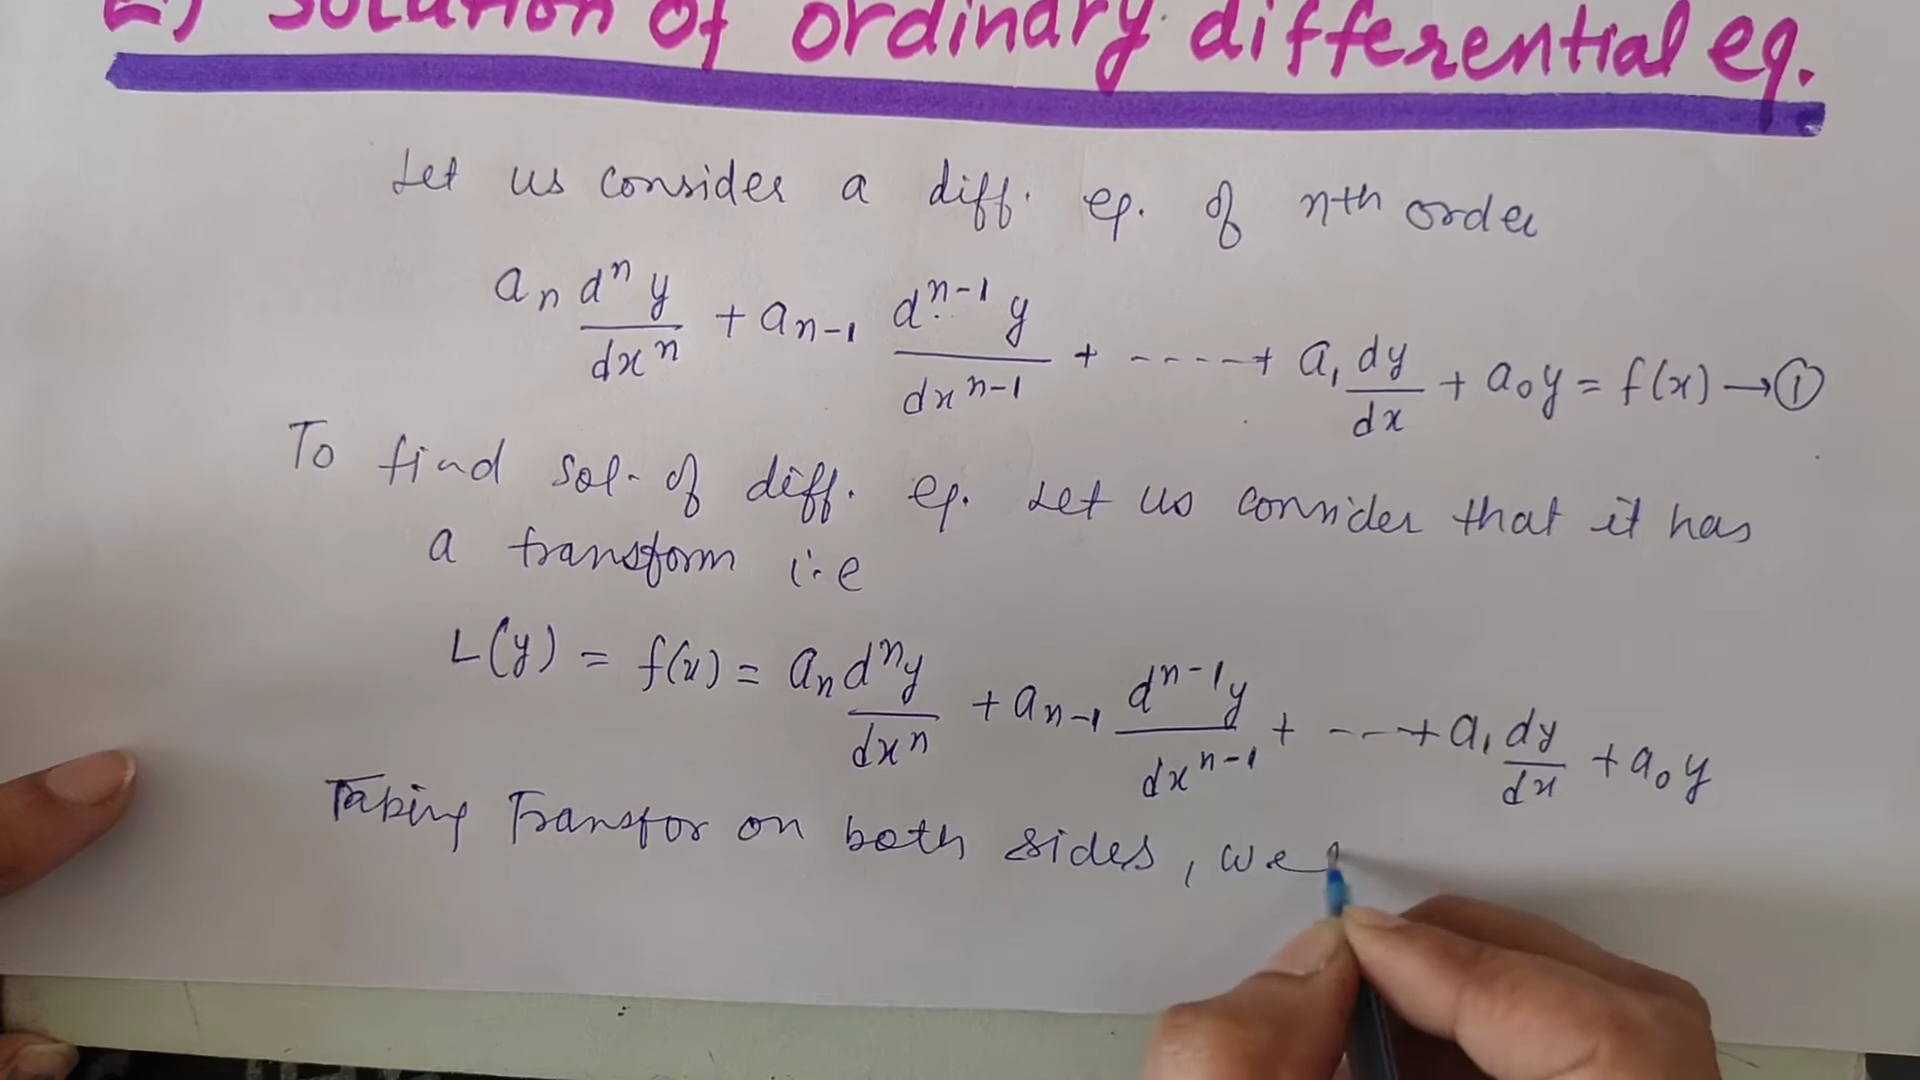 2) Solution of ordinary differential eq.
Let us consider a diff. eq. of nth order
a_n d^n y/dx^n + a_{n-1} d^{n-1} y/dx^{n-1} + ----+ a_1 dy/dx + a_0 y = f(x) → ①
To find sol. of diff. eq. Let us consider that it has
a transform i.e
L(y) = f(x) = a_n d^n y/dx^n + a_{n-1} d^{n-1} y/dx^{n-1} + ---+ a_1 dy/dx + a_0 y
Taking Transfor on both sides, we